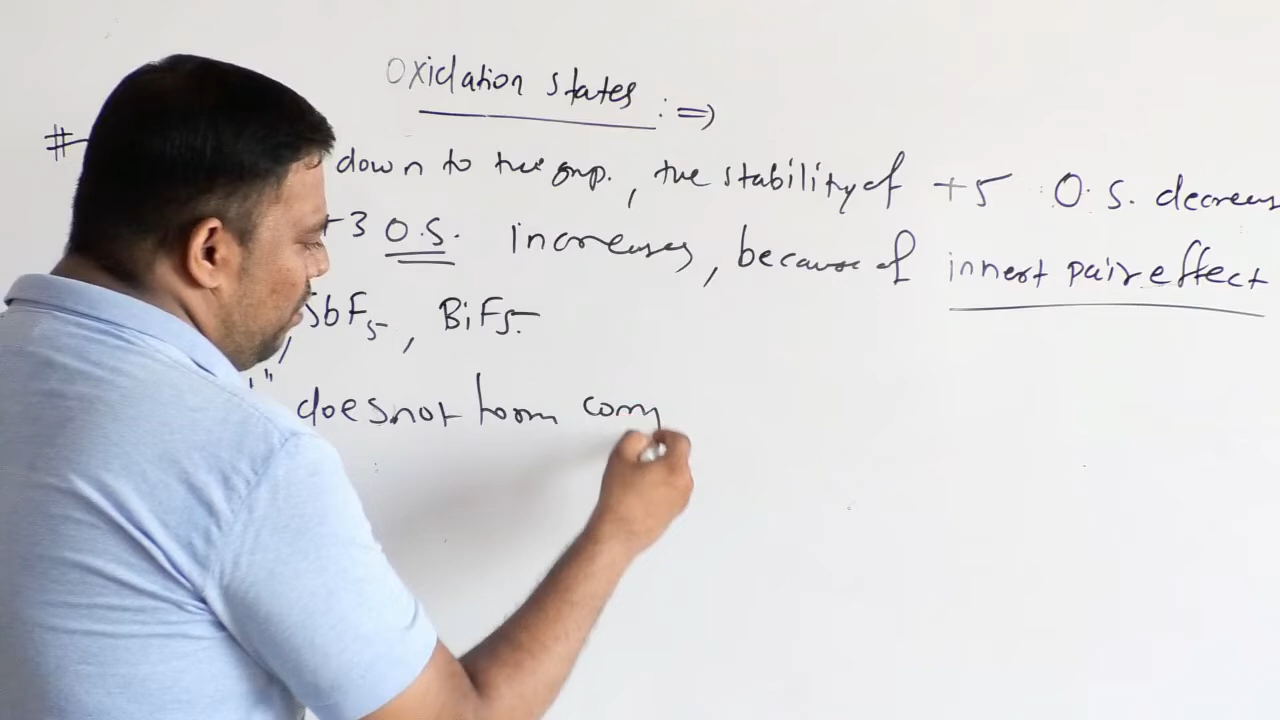 Oxidation states :⇒
# down to the grp., the stability of +5 O.S. decreas
+3 O.S. increases, because of innert pair effect
SbF5, BiF5.
" does not form com